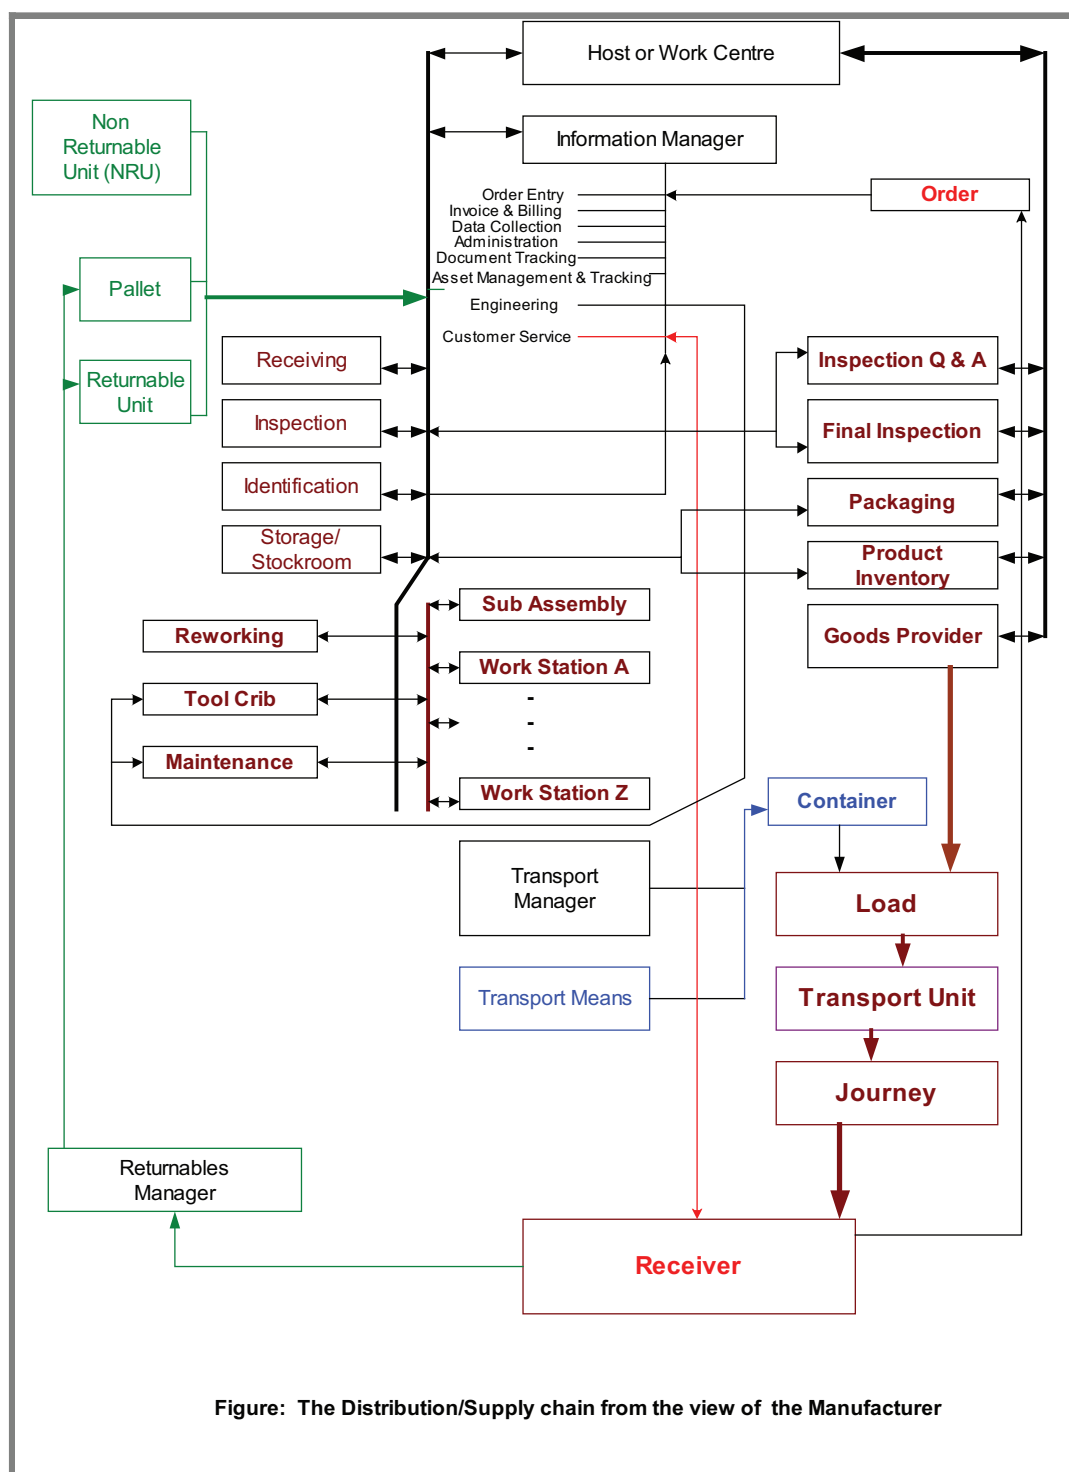 Host or Work Centre
Non
Returnable
Unit (NRU)
Information Manager
Order Entry
Invoice & Billing
Data Collection
Administration
Document Tracking
Asset Management & Tracking
Engineering
Customer Service
Order
Pallet
Returnable
Unit
Receiving
Inspection
Identification
Storage/
Stockroom
Inspection Q & A
Final Inspection
Packaging
Product
Inventory
Goods Provider
Sub Assembly
Reworking
Work Station A
-
Tool Crib
-
-
Maintenance
Work Station Z
Container
Transport
Manager
Load
Transport Means
Transport Unit
Journey
Returnables
Manager
Receiver
Figure: The Distribution/Supply chain from the view of the Manufacturer